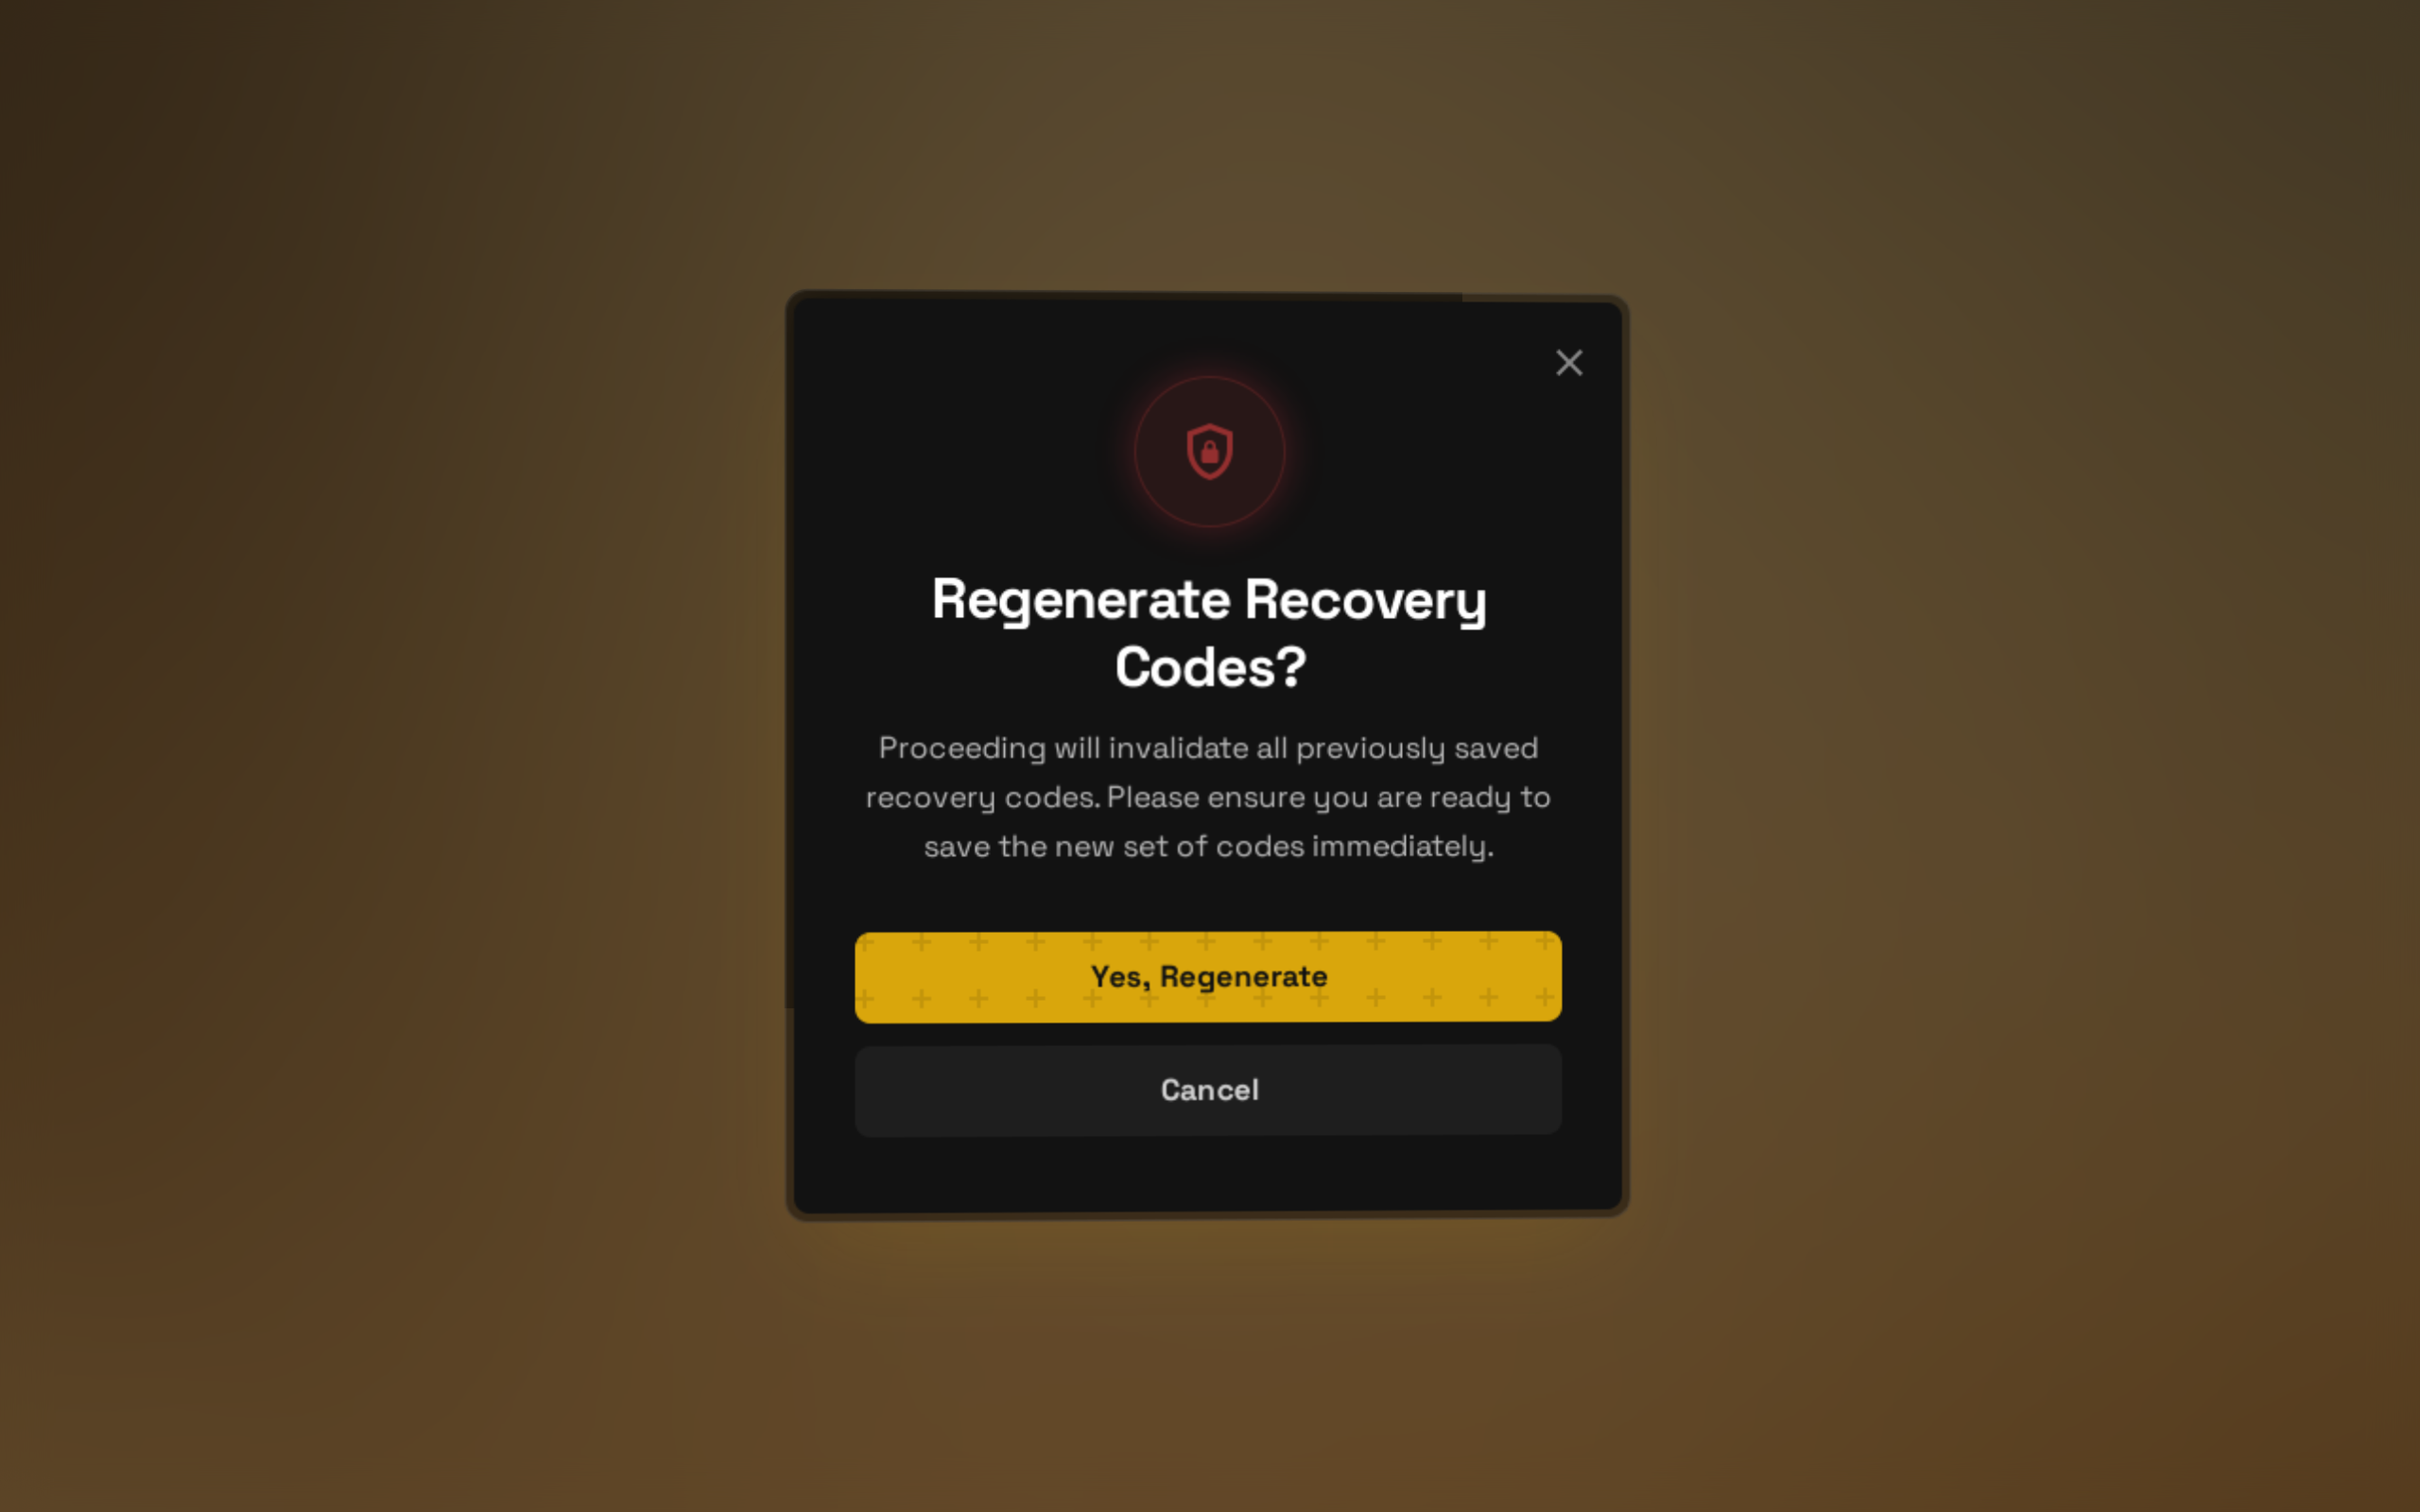 Regenerate Recovery
Codes?
Proceeding will invalidate all previously saved
recovery codes. Please ensure you are ready to
save the new set of codes immediately.
Yes, Regenerate
Cancel